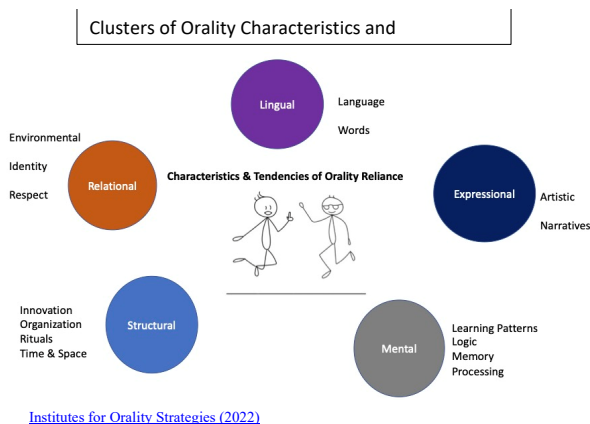 Clusters of Orality Characteristics and
Lingual
Language
Words
Environmental
Identity
Respect
Relational
Characteristics & Tendencies of Orality Reliance
Expressional
Artistic
Narratives
Innovation
Organization
Rituals
Time & Space
Structural
Mental
Learning Patterns
Logic
Memory
Processing
Institutes for Orality Strategies (2022)